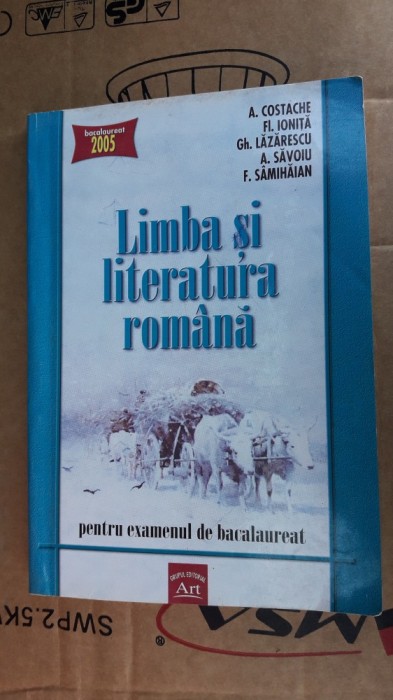 A. COSTACHE
Fl. IONIȚĂ
Gh. LĂZĂRESCU
A. SĂVOIU
F. SÂMIHĂIAN
bacalaureat
2005
Limba și
literatura
română
pentru examenul de bacalaureat
GRUPUL EDITORIAL
Art
SWP2.5K
®